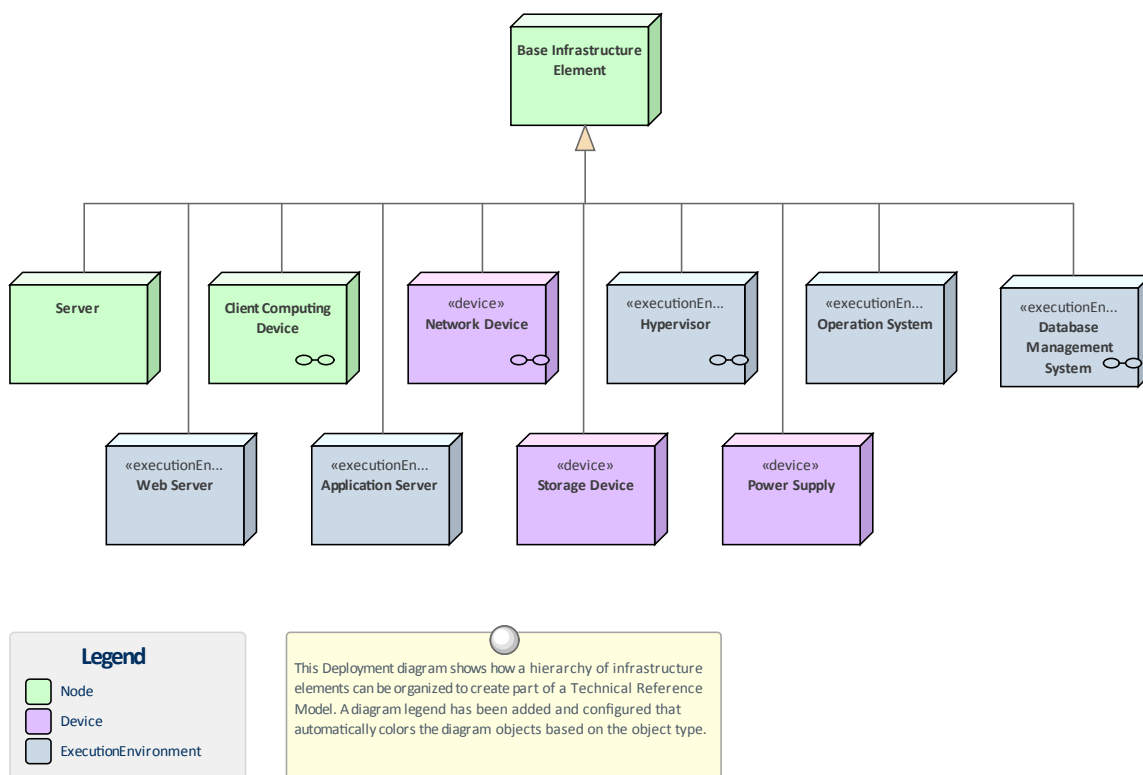 Base Infrastructure
Element
Server
Client Computing
Device
«device»
Network Device
«executionEn...
Hypervisor
«executionEn...
Operation System
«executionEn...
Database
Management
System
«executionEn...
Web Server
«executionEn...
Application Server
«device»
Storage Device
«device»
Power Supply
Legend
Node
Device
ExecutionEnvironment
This Deployment diagram shows how a hierarchy of infrastructure
elements can be organized to create part of a Technical Reference
Model. A diagram legend has been added and configured that
automatically colors the diagram objects based on the object type.